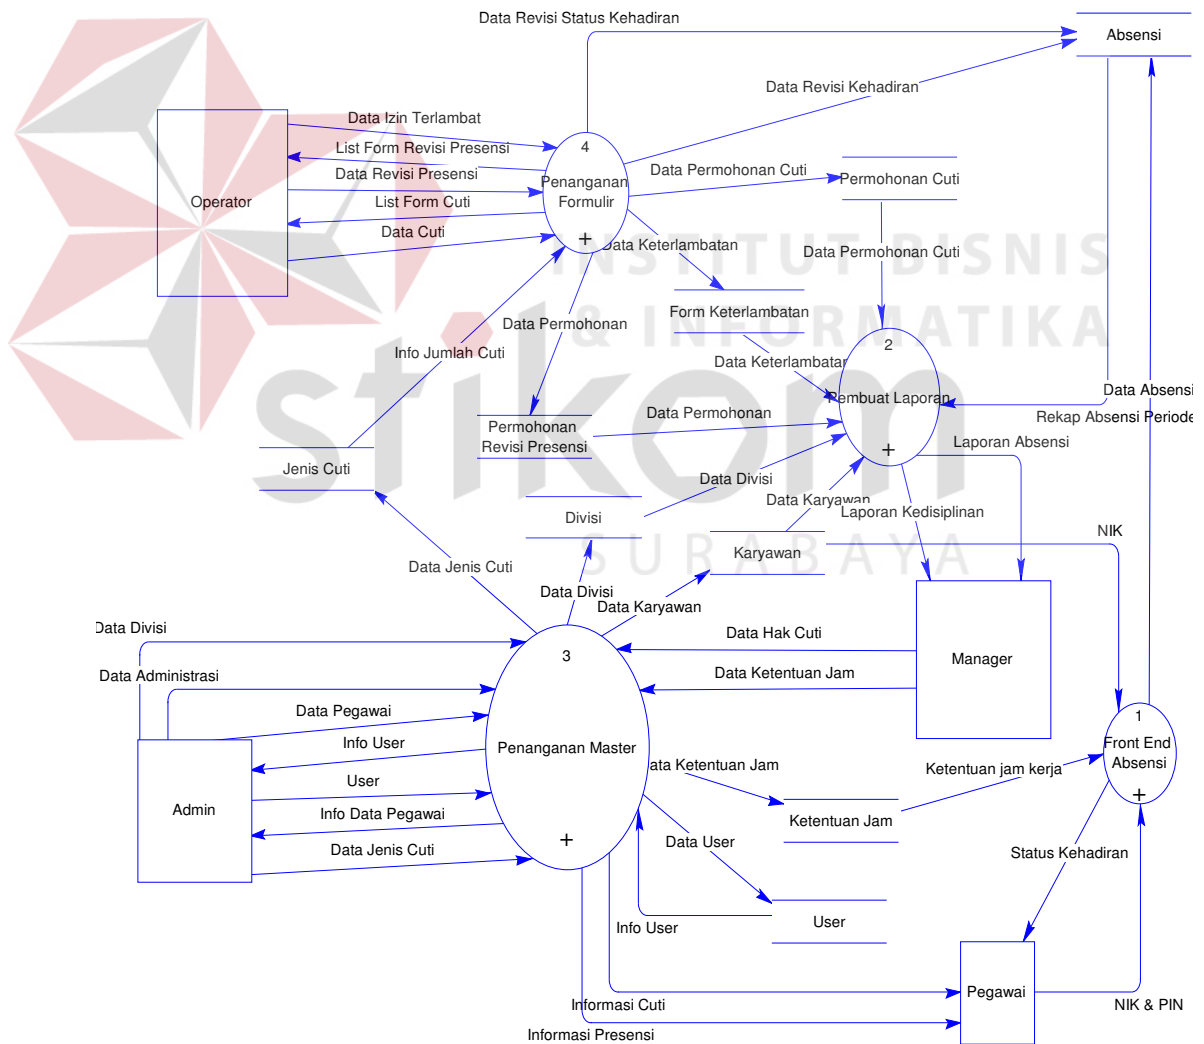 Data Revisi Status Kehadiran
Absensi
Data Revisi Kehadiran
Data Izin Terlambat
4
List Form Revisi Presensi
Data Permohonan Cuti
Permohonan Cuti
Data Revisi Presensi
Penanganan
Formulir
Operator
List Form Cuti
Data Cuti
+
Data Keterlambatan
Data Permohonan Cuti
INSTITUT BISNIS
& INFORMATIKA
stikom
SURABAYA
Form Keterlambatan
Data Permohonan
2
Info Jumlah Cuti
Data Keterlambatan
Pembuat Laporan
Data Absensi
Rekap Absensi Periode
Data Permohonan
Permohonan
Revisi Presensi
Laporan Absensi
+
Jenis Cuti
Data Divisi
Data Karyawan
Laporan Kedisiplinan
Divisi
NIK
Karyawan
Data Jenis Cuti
Data Divisi
Data Karyawan
Data Divisi
Data Hak Cuti
3
Manager
Data Administrasi
Data Ketentuan Jam
Data Pegawai
1
Info User
Penanganan Master
Front End
Absensi
ata Ketentuan Jam
Ketentuan jam kerja
User
+
Admin
Info Data Pegawai
Ketentuan Jam
+
Data User
Data Jenis Cuti
Status Kehadiran
User
Info User
Pegawai
Informasi Cuti
NIK & PIN
Informasi Presensi